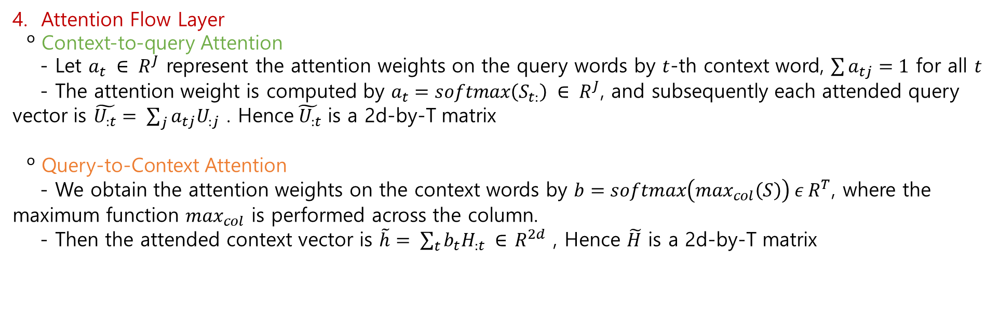 4. Attention Flow Layer
º Context-to-query Attention
- Let $a_t \in R^J$ represent the attention weights on the query words by $t$-th context word, $\sum a_{tj} = 1$ for all $t$
- The attention weight is computed by $a_t = softmax(S_{t:}) \in R^J$, and subsequently each attended query
vector is $\widetilde{U_{:t}} = \sum_j a_{tj} U_{:j}$ . Hence $\widetilde{U_{:t}}$ is a 2d-by-T matrix
º Query-to-Context Attention
- We obtain the attention weights on the context words by $b = softmax(max_{col}(S)) \epsilon R^T$, where the
maximum function $max_{col}$ is performed across the column.
- Then the attended context vector is $\tilde{h} = \sum_t b_t H_{:t} \in R^{2d}$ , Hence $\widetilde{H}$ is a 2d-by-T matrix